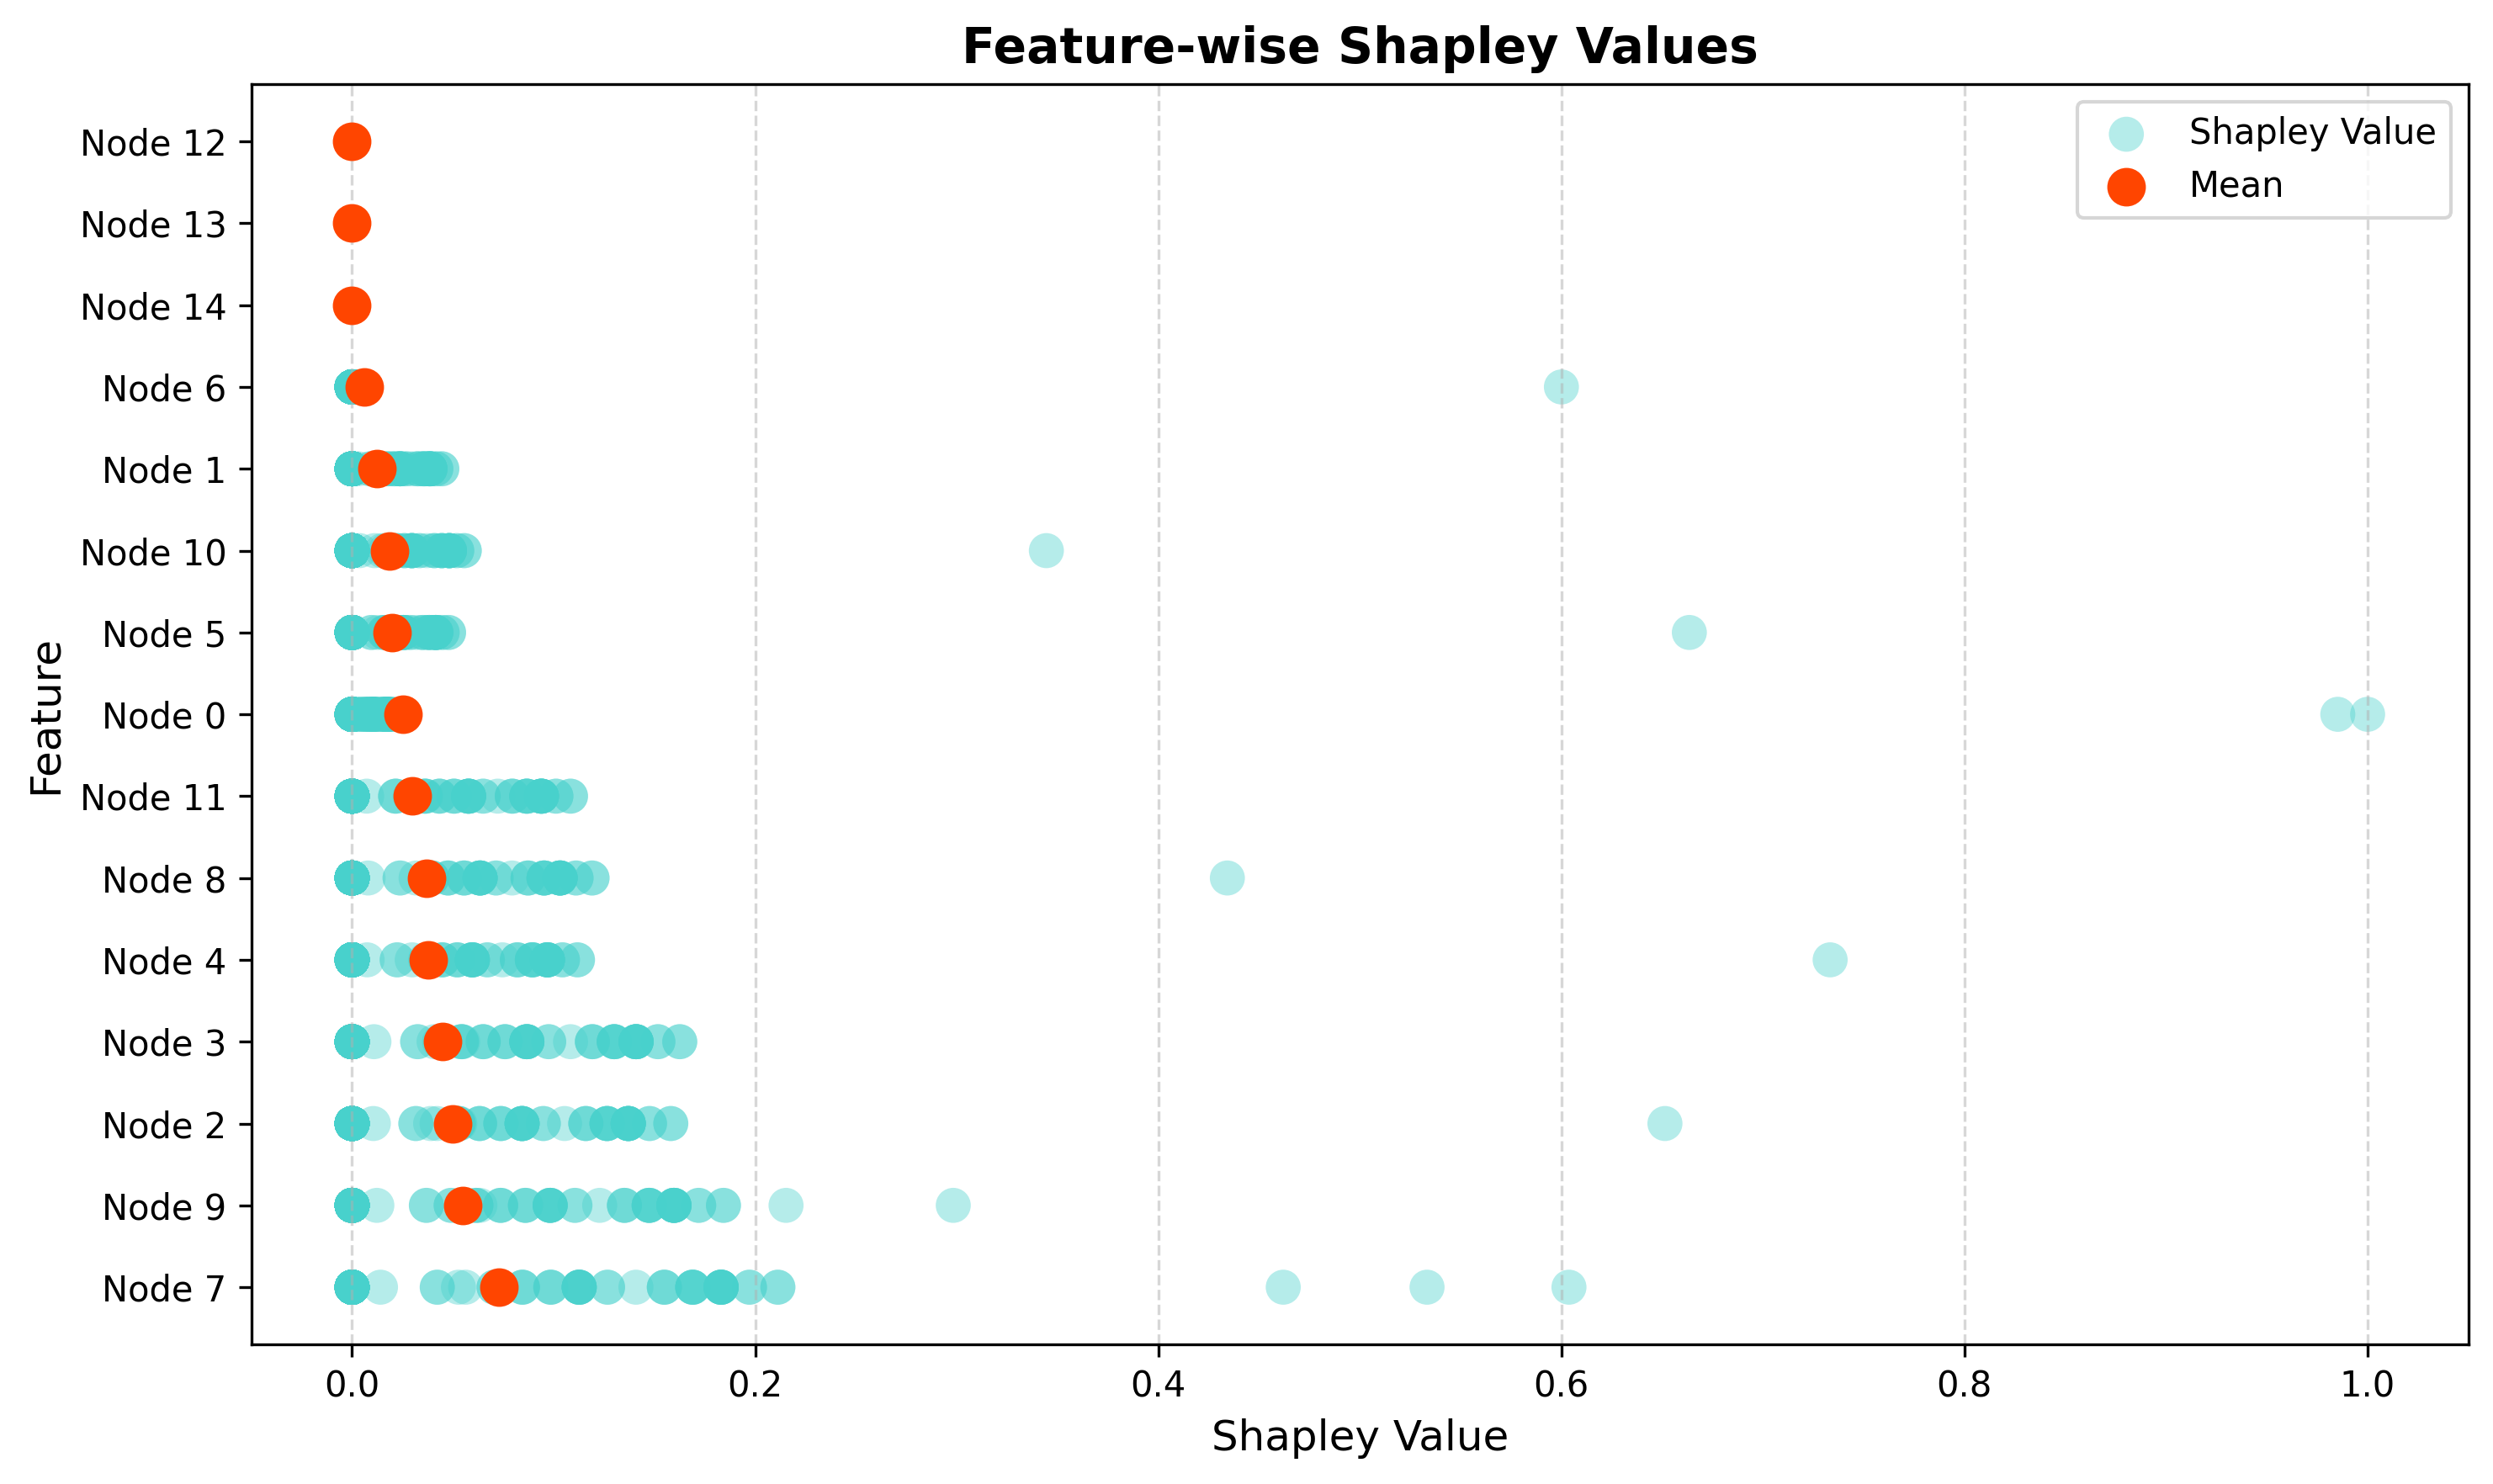 Feature-wise Shapley Values
Shapley Value
Mean
Node 12
Node 13
Node 14
Node 6
Node 1
Node 10
Node 5
Node 0
Node 11
Node 8
Node 4
Node 3
Node 2
Node 9
Node 7
Feature
0.0 0.2 0.4 0.6 0.8 1.0
Shapley Value